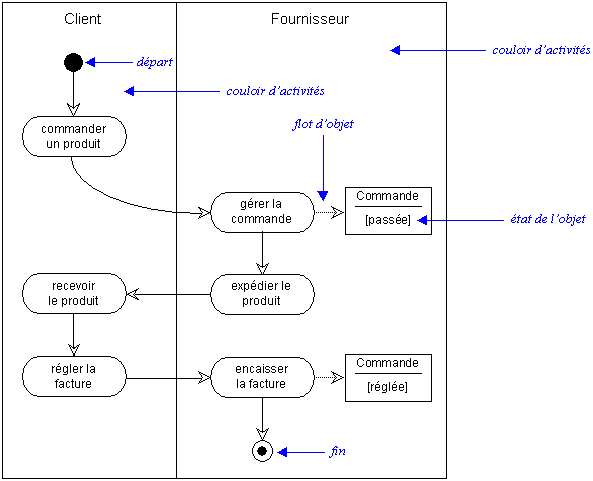 Client
Fournisseur
couloir d'activités
départ
couloir d'activités
commander
un produit
flot d'objet
gérer la
commande
Commande
[passée]
état de l'objet
recevoir
le produit
expédier le
produit
régler la
facture
encaisser
la facture
Commande
[réglée]
fin